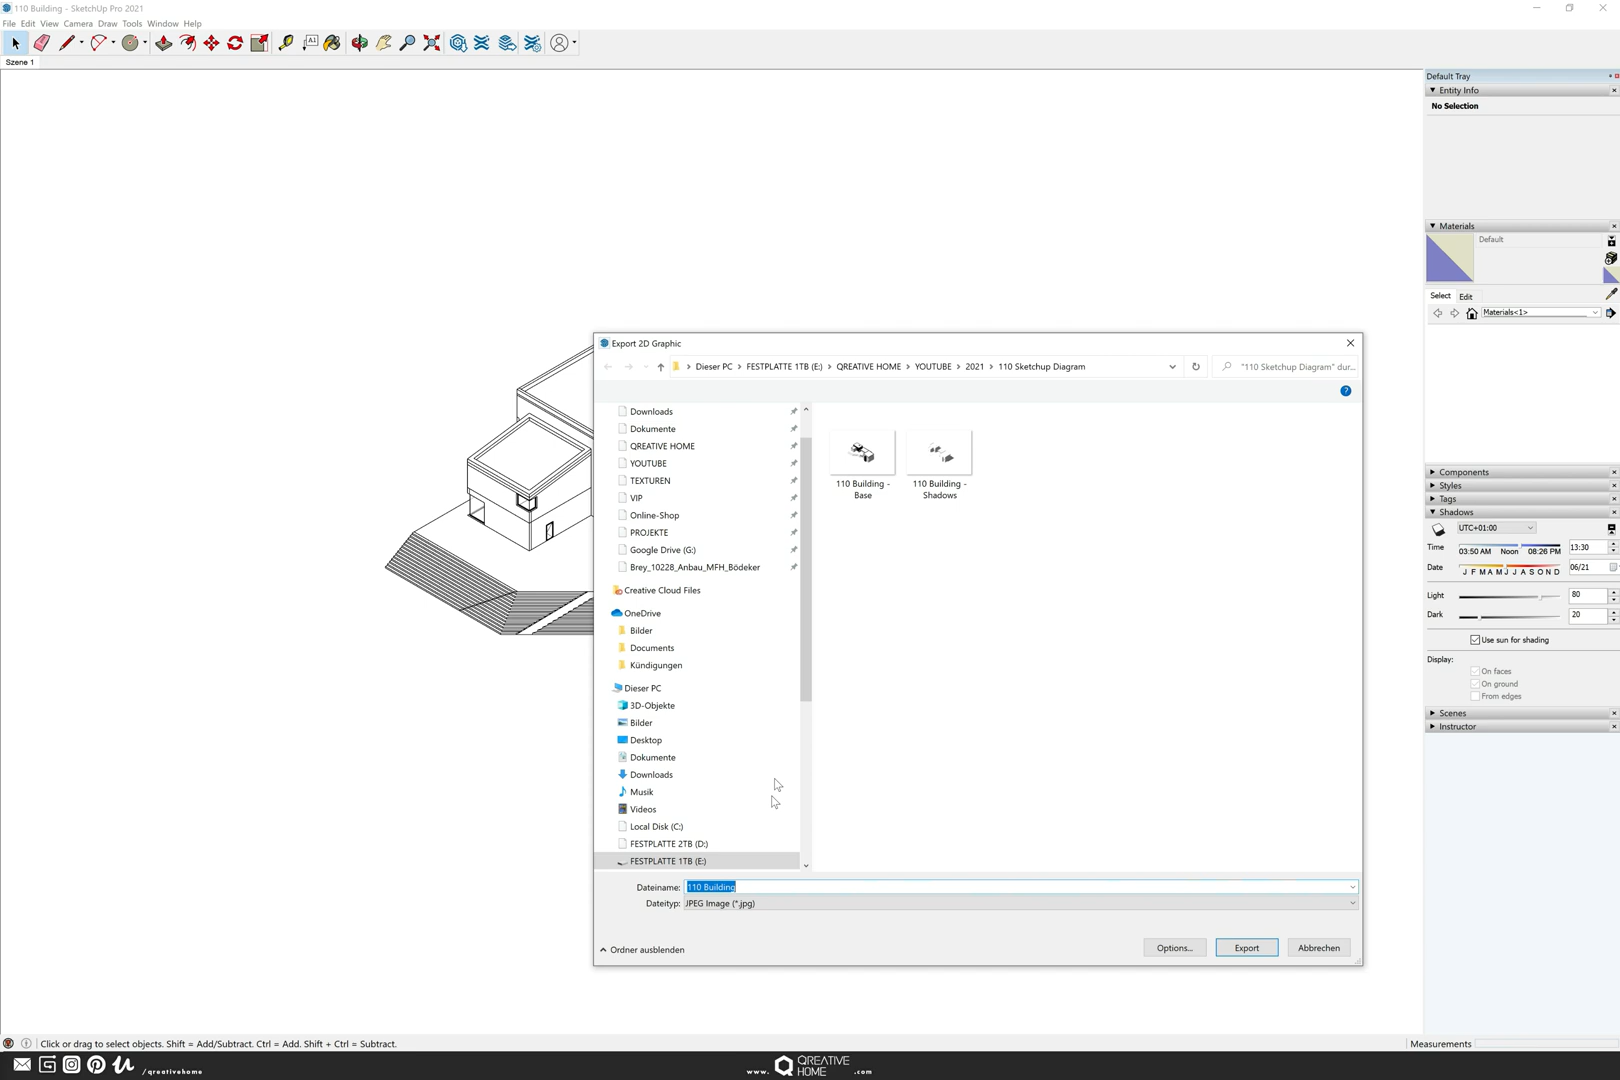 110 Building - SketchUp Pro 2021
File Edit View Camera Draw Tools Window Help
Szene 1
Default Tray
Entity Info
No Selection
Materials
Default
Select Edit
Materials<1>
Components
Styles
Tags
Shadows
UTC+01:00
Time 03:50 AM Noon 08:26 PM 13:30
Date J F M A M J J A S O N D 06/21
Light 80
Dark 20
Use sun for shading
Display:
On faces
On ground
From edges
Scenes
Instructor
Export 2D Graphic
Dieser PC > FESTPLATTE 1TB (E:) > QREATIVE HOME > YOUTUBE > 2021 > 110 Sketchup Diagram
"110 Sketchup Diagram" dur...
Downloads
Dokumente
QREATIVE HOME
YOUTUBE
TEXTUREN
VIP
Online-Shop
PROJEKTE
Google Drive (G:)
Brey_10228_Anbau_MFH_Bödeker
Creative Cloud Files
OneDrive
Bilder
Documents
Kündigungen
Dieser PC
3D-Objekte
Bilder
Desktop
Dokumente
Downloads
Musik
Videos
Local Disk (C:)
FESTPLATTE 2TB (D:)
FESTPLATTE 1TB (E:)
110 Building -
Base
110 Building -
Shadows
Dateiname: 110 Building
Dateityp: JPEG Image (*.jpg)
Ordner ausblenden
Options... Export Abbrechen
Click or drag to select objects. Shift = Add/Subtract. Ctrl = Add. Shift + Ctrl = Subtract.
Measurements
/qreativehome
www. QREATIVE HOME .com